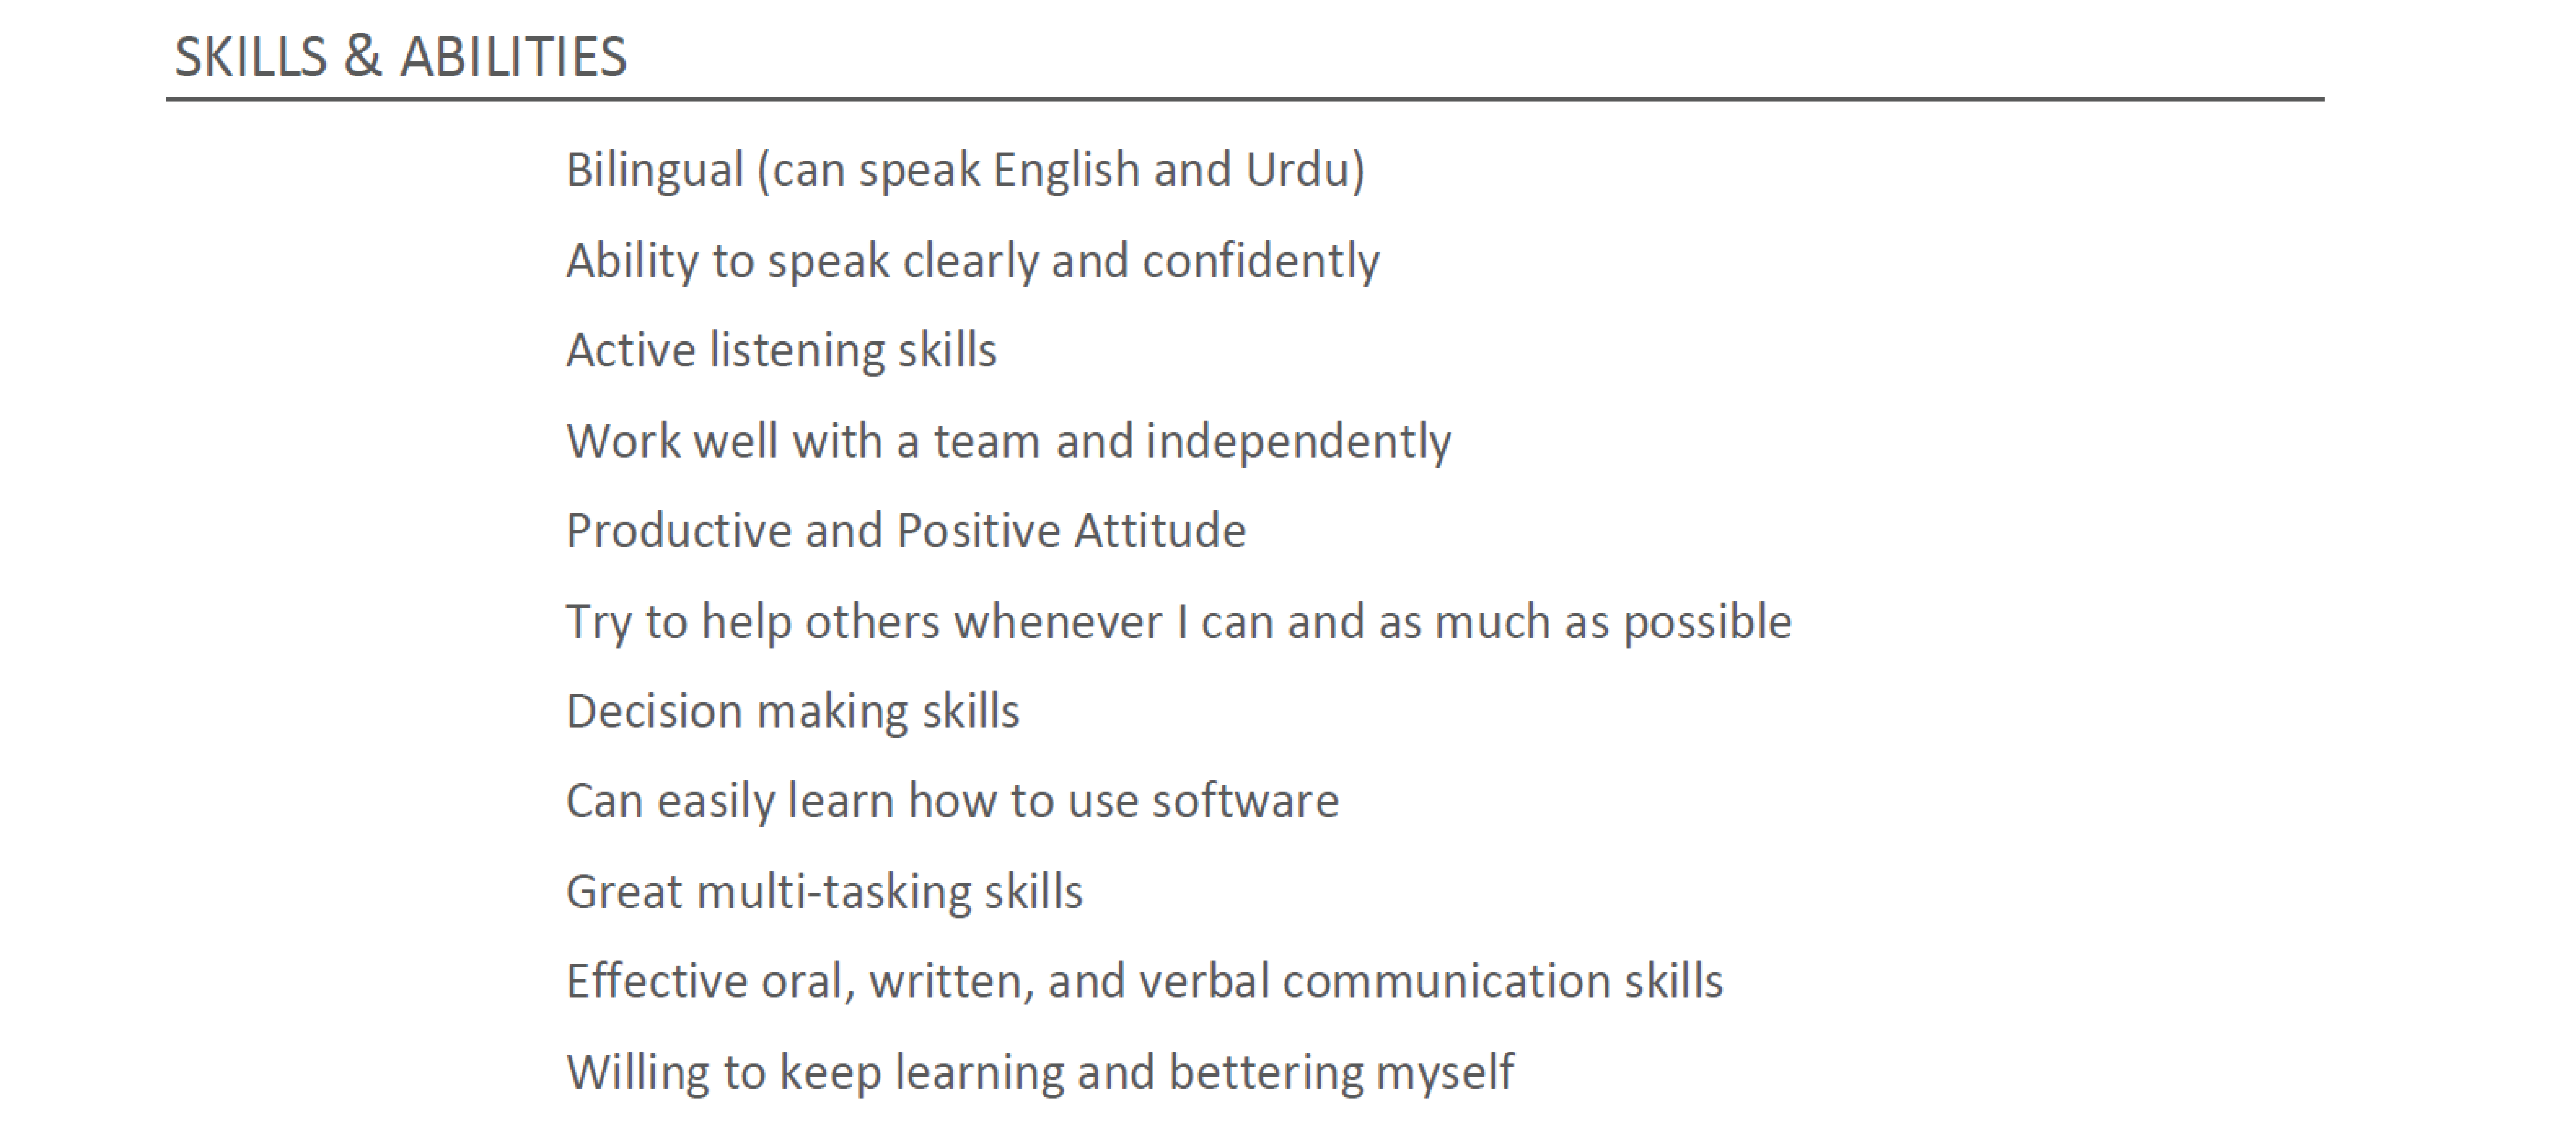 SKILLS & ABILITIES
Bilingual (can speak English and Urdu)
Ability to speak clearly and confidently
Active listening skills
Work well with a team and independently
Productive and Positive Attitude
Try to help others whenever I can and as much as possible
Decision making skills
Can easily learn how to use software
Great multi-tasking skills
Effective oral, written, and verbal communication skills
Willing to keep learning and bettering myself